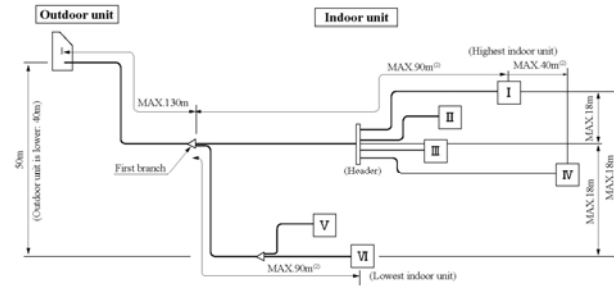 Outdoor unit
Indoor unit
(Highest indoor unit)
MAX.90m(2)
MAX.40m(2)
MAX.130m
I
II
III
IV
(Header)
First branch
50m
(Outdoor unit is lower: 40m)
MAX.18m
MAX.18m
MAX.18m
V
VI
MAX.90m(2)
(Lowest indoor unit)